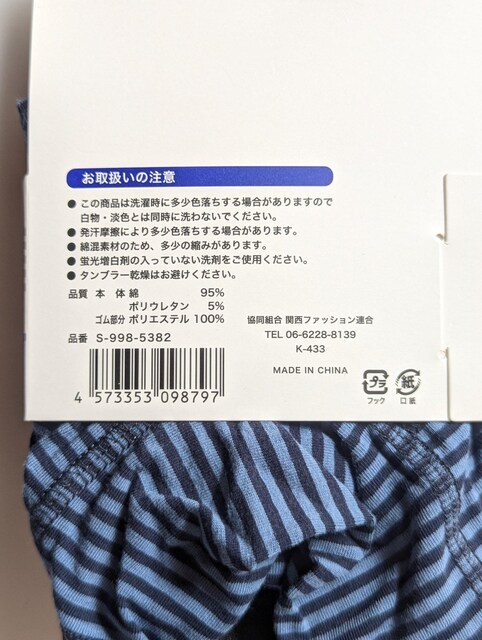 お取扱いの注意
● この商品は洗濯時に多少色落ちする場合がありますので
白物・淡色とは同時に洗わないでください。
● 発汗摩擦により多少色落ちする場合があります。
● 綿混素材のため、多少の縮みがあります。
● 蛍光増白剤の入っていない洗剤をご使用ください。
● タンブラー乾燥はお避けください。
品質 本 体 綿 95%
ポリウレタン 5%
ゴム部分 ポリエステル 100%
品番 S-998-5382
4 573353 098797
協同組合 関西ファッション連合
TEL 06-6228-8139
K-433
MADE IN CHINA
プラ 紙
フック 口紙